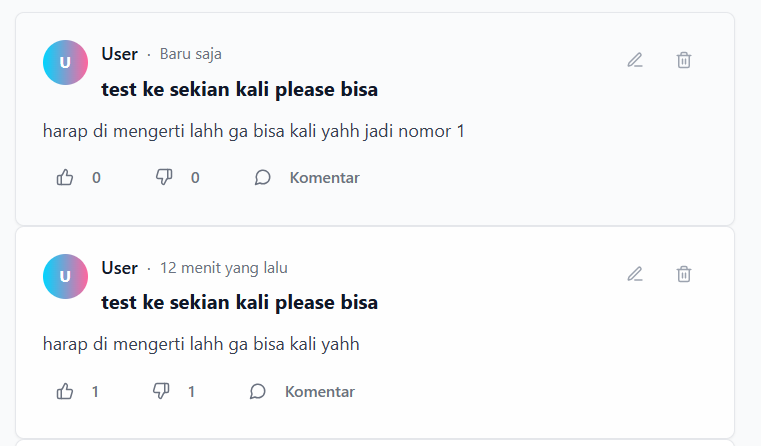 U User · Baru saja
test ke sekian kali please bisa
harap di mengerti lahh ga bisa kali yahh jadi nomor 1
0 0 Komentar
U User · 12 menit yang lalu
test ke sekian kali please bisa
harap di mengerti lahh ga bisa kali yahh
1 1 Komentar